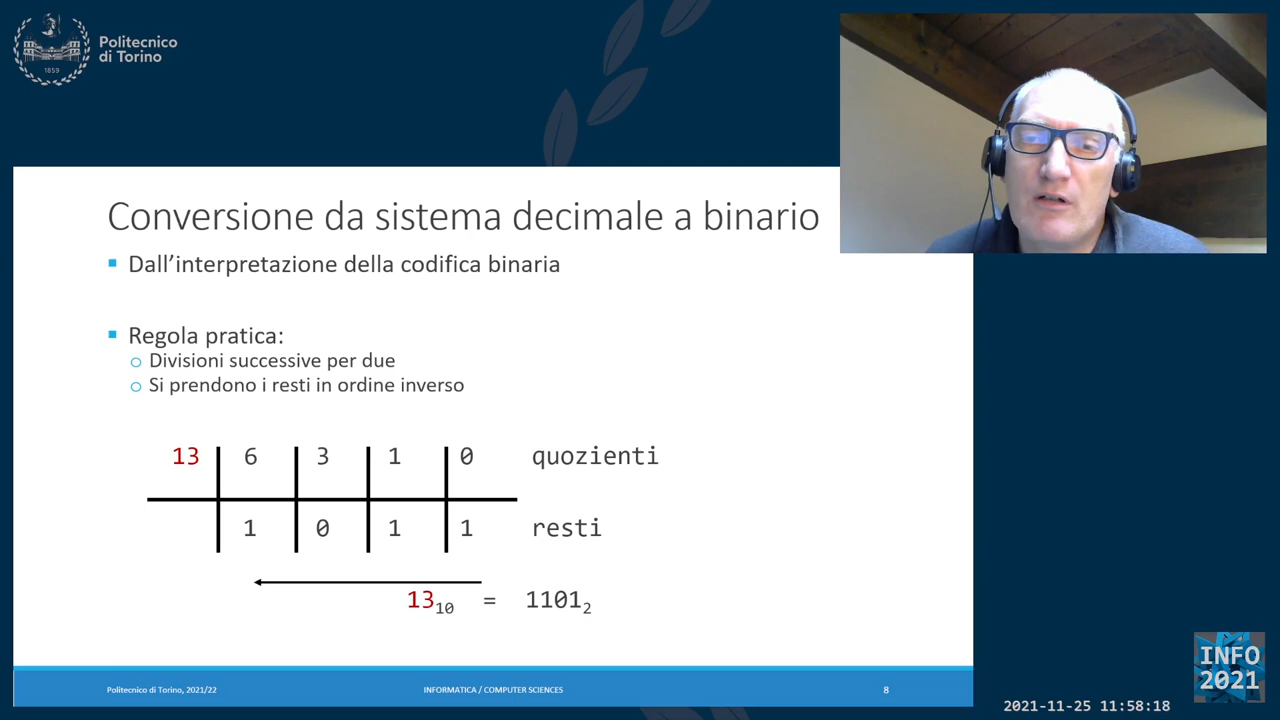 Politecnico
di Torino
1859
Conversione da sistema decimale a binario
Dall'interpretazione della codifica binaria
Regola pratica:
Divisioni successive per due
Si prendono i resti in ordine inverso
13 6 3 1 0 quozienti
1 0 1 1 resti
13₁₀ = 1101₂
Politecnico di Torino, 2021/22 INFORMATICA / COMPUTER SCIENCES 8
INFO
2021
2021-11-25 11:58:18